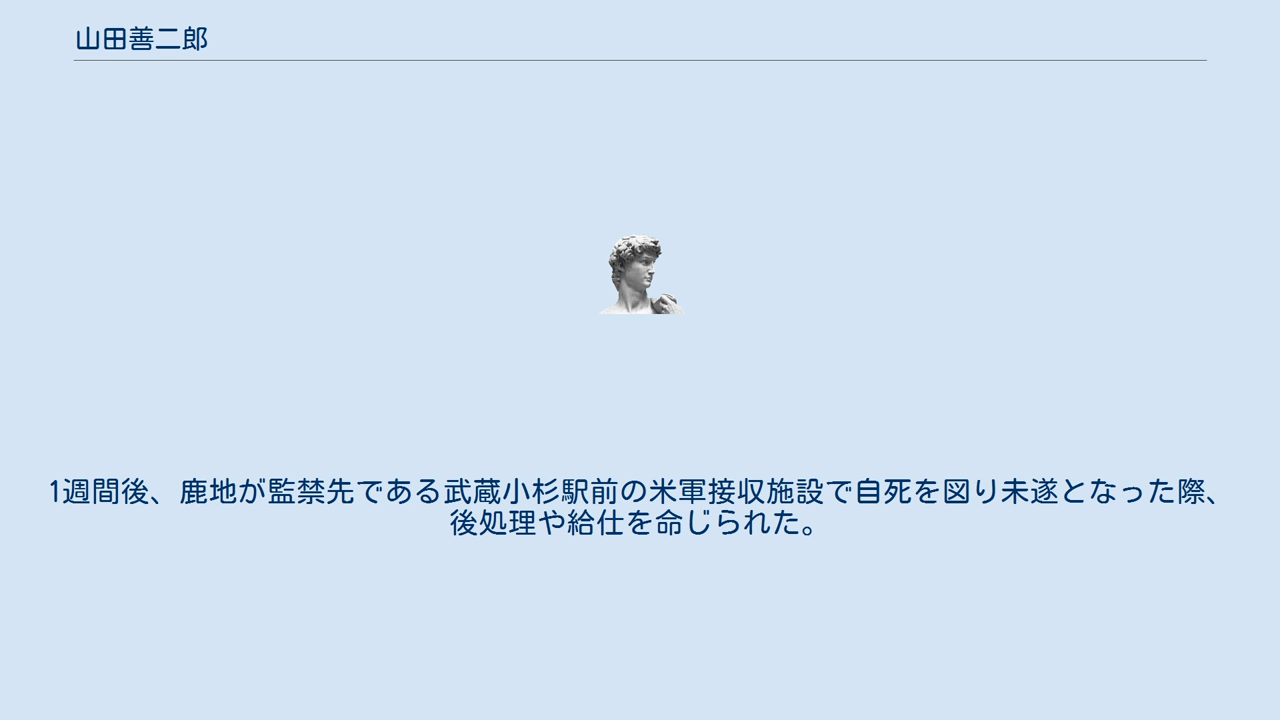 山田善二郎
1週間後、鹿地が監禁先である武蔵小杉駅前の米軍接収施設で自死を図り未遂となった際、
後処理や給仕を命じられた。